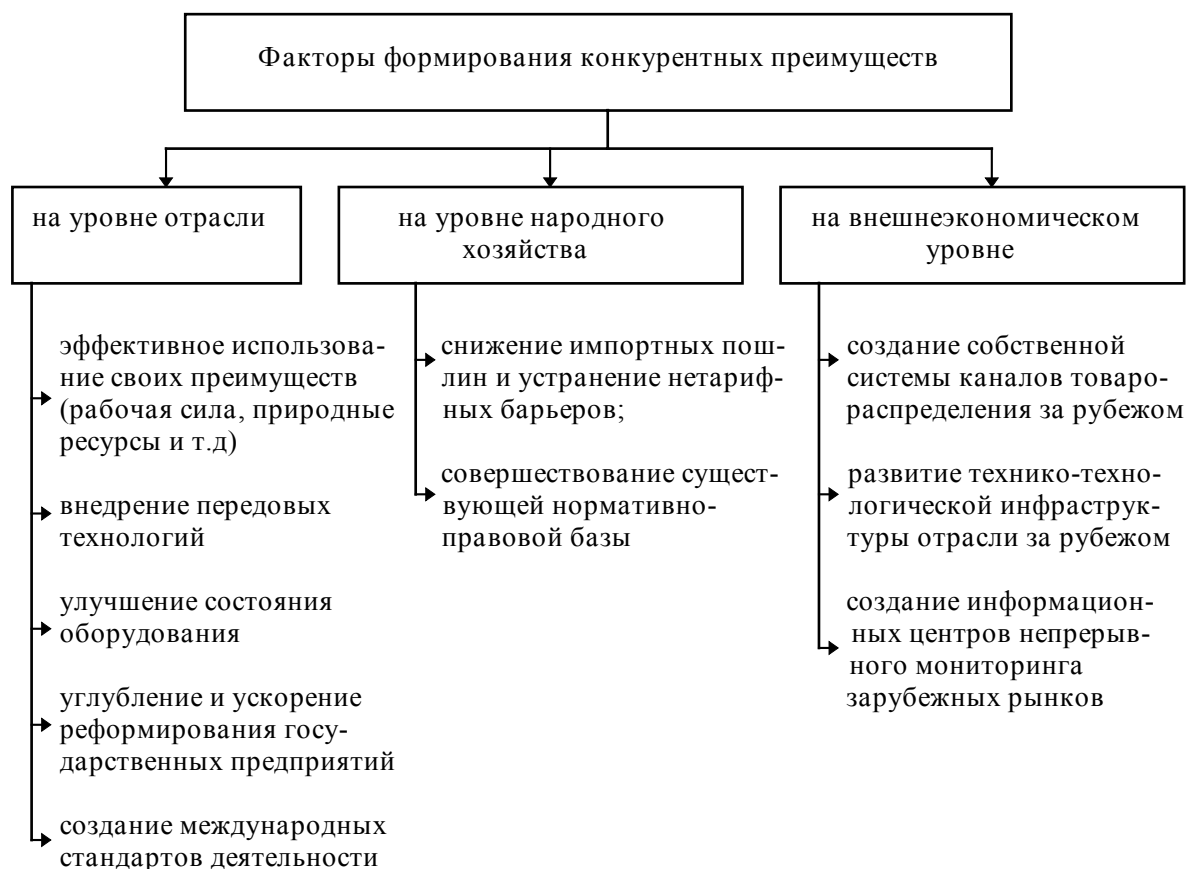 Факторы формирования конкурентных преимуществ
на уровне отрасли
на уровне народного
хозяйства
на внешнеэкономическом
уровне
эффективное использова-
ние своих преимуществ
(рабочая сила, природные
ресурсы и т.д)
внедрение передовых
технологий
улучшение состояния
оборудования
углубление и ускорение
реформирования госу-
дарственных предприятий
создание международных
стандартов деятельности
снижение импортных пош-
лин и устранение нетариф-
ных барьеров;
совершествование сущест-
вующей нормативно-
правовой базы
создание собственной
системы каналов товаро-
распределения за рубежом
развитие технико-техно-
логической инфраструк-
туры отрасли за рубежом
создание информацион-
ных центров непрерыв-
ного мониторинга
зарубежных рынков